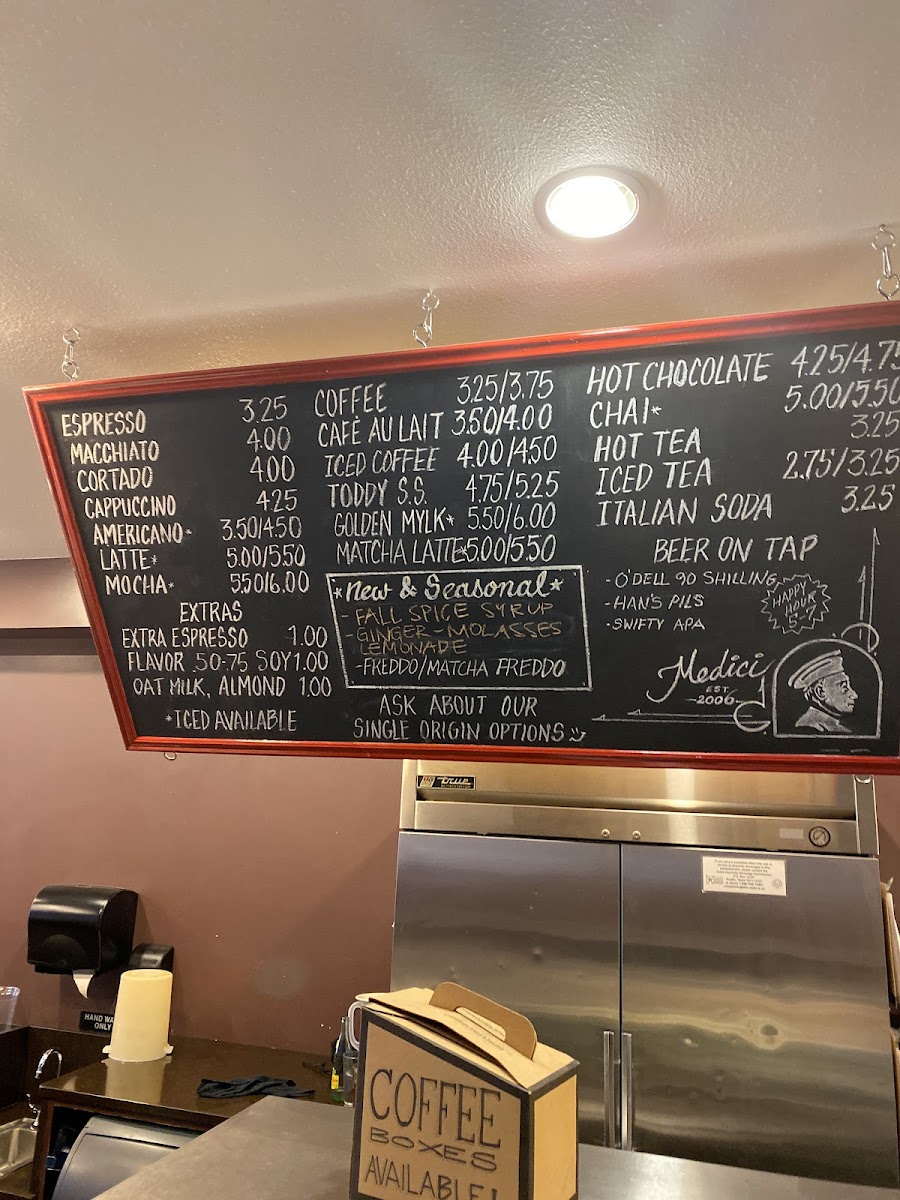 ESPRESSO 3.25
MACCHIATO 4.00
CORTADO 4.00
CAPPUCCINO 4.25
AMERICANO* 3.50/4.50
LATTE* 5.00/5.50
MOCHA* 5.50/6.00
EXTRAS
EXTRA ESPRESSO 1.00
FLAVOR .50-.75 SOY 1.00
OAT MILK, ALMOND 1.00
*ICED AVAILABLE
COFFEE 3.25/3.75
CAFE AU LAIT 3.50/4.00
ICED COFFEE 4.00/4.50
TODDY S.S. 4.75/5.25
GOLDEN MYLK* 5.50/6.00
MATCHA LATTE* 5.00/5.50
*New & Seasonal*
- FALL SPICE SYRUP
- GINGER-MOLASSES
LEMONADE
- FREDDO/MATCHA FREDDO
ASK ABOUT OUR
SINGLE ORIGIN OPTIONS
HOT CHOCOLATE 4.25/4.75
CHAI* 5.00/5.50
HOT TEA 3.25
ICED TEA 2.75/3.25
ITALIAN SODA 3.25
BEER ON TAP
- O'DELL 90 SHILLING
- HAN'S PILS
- SWIFTY APA
HAPPY
HOUR
5-7
Medici
EST.
2006
true
HAND WA
ONLY
COFFEE
BOXES
AVAILABLE!